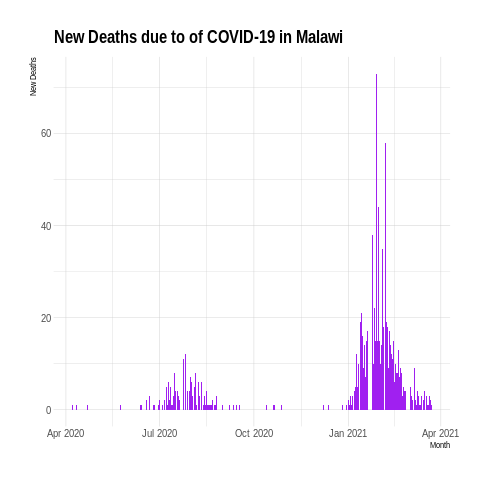 New Deaths due to of COVID-19 in Malawi
New Deaths
60
40
20
0
Apr 2020 Jul 2020 Oct 2020 Jan 2021 Apr 2021
Month